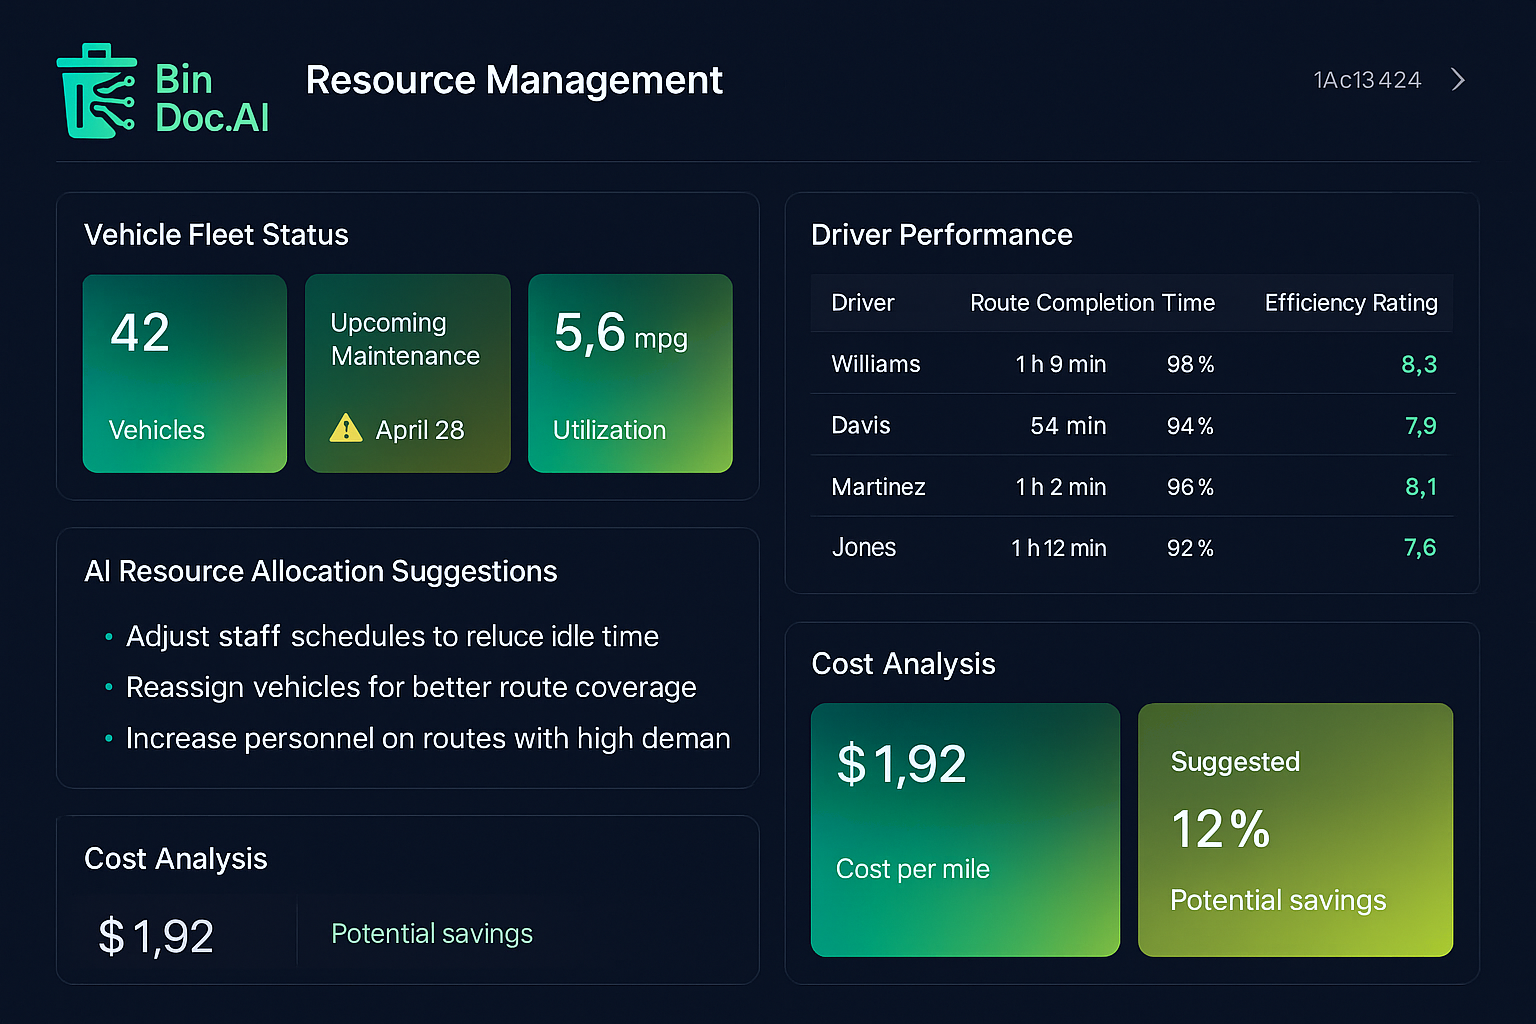 Bin
Doc.AI
Resource Management
1Ac13424
Vehicle Fleet Status
42
Vehicles
Upcoming
Maintenance
April 28
5,6 mpg
Utilization
AI Resource Allocation Suggestions
• Adjust staff schedules to reluce idle time
• Reassign vehicles for better route coverage
• Increase personnel on routes with high deman
Cost Analysis
$1,92
Potential savings
Driver Performance
Driver Route Completion Time Efficiency Rating
Williams 1 h 9 min 98% 8,3
Davis 54 min 94% 7,9
Martinez 1 h 2 min 96% 8,1
Jones 1 h 12 min 92% 7,6
Cost Analysis
$1,92
Cost per mile
Suggested
12%
Potential savings